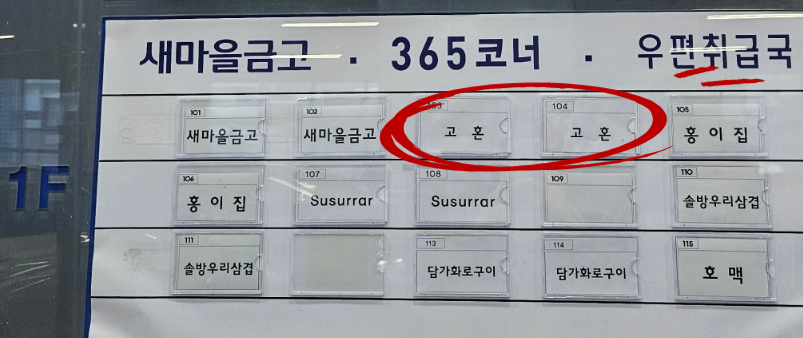 새마을금고 · 365코너 · 우편취급국
101 102 103 104 105
새마을금고 새마을금고 고 혼 고 혼 홍 이 집
1F
106 107 108 109 110
홍 이 집 Susurrar Susurrar 솔방우리삼겹
111 113 114 115
솔방우리삼겹 담가화로구이 담가화로구이 호 맥